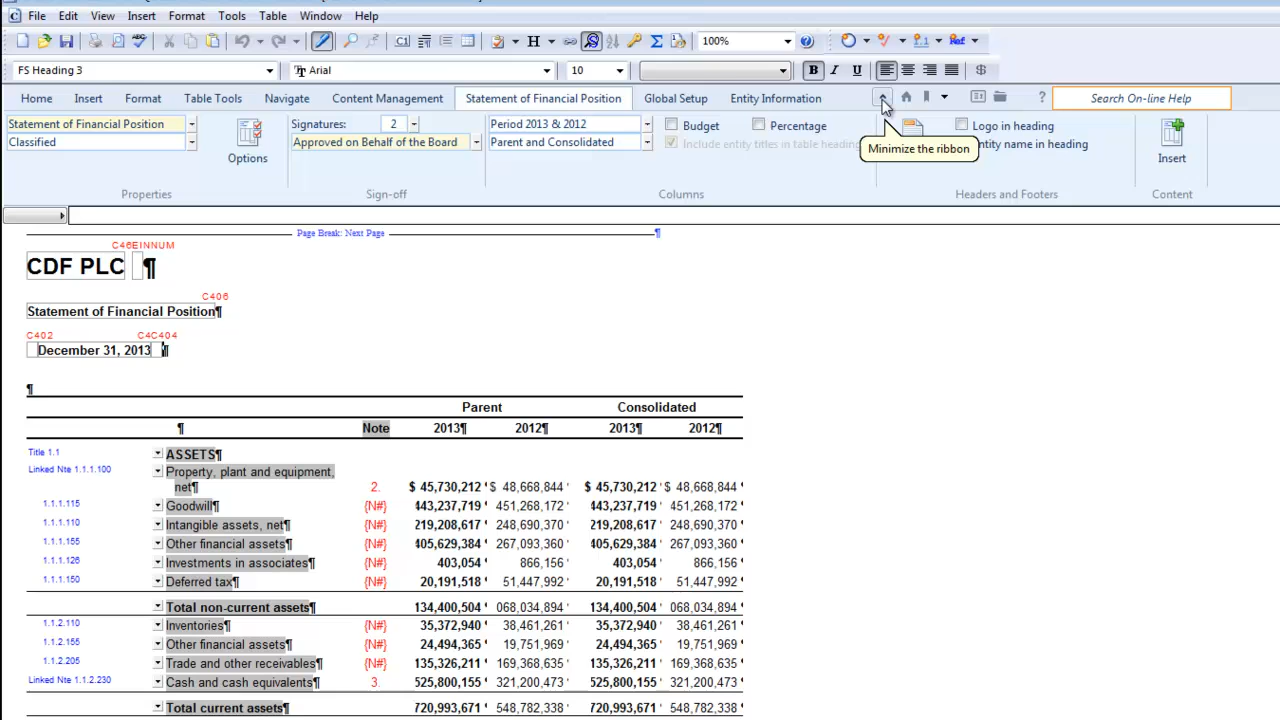 File Edit View Insert Format Tools Table Window Help
100%
FS Heading 3 Arial 10 B I U
Home Insert Format Table Tools Navigate Content Management Statement of Financial Position Global Setup Entity Information ? Search On-line Help
Statement of Financial Position Signatures: 2 Period 2013 & 2012 Budget Percentage Logo in heading
Classified Options Approved on Behalf of the Board Parent and Consolidated Include entity titles in table heading Minimize the ribbon entity name in heading Insert
Properties Sign-off Columns Headers and Footers Content
Page Break: Next Page ¶
C46EINNUM
CDF PLC ¶
C406
Statement of Financial Position¶
C402 C4C404
December 31, 2013 ¶
¶
Parent Consolidated
¶ Note 2013¶ 2012¶ 2013¶ 2012¶
Title 1.1 ASSETS¶
Linked Nte 1.1.1.100 Property, plant and equipment,
net¶ 2. $ 45,730,212 $ 48,668,844 $ 45,730,212 $ 48,668,844
1.1.1.115 Goodwill¶ {N#} 443,237,719 451,268,172 443,237,719 451,268,172
1.1.1.110 Intangible assets, net¶ {N#} 219,208,617 248,690,370 219,208,617 248,690,370
1.1.1.155 Other financial assets¶ {N#} 405,629,384 267,093,360 405,629,384 267,093,360
1.1.1.126 Investments in associates¶ {N#} 403,054 866,156 403,054 866,156
1.1.1.150 Deferred tax¶ {N#} 20,191,518 51,447,992 20,191,518 51,447,992
Total non-current assets¶ 134,400,504 068,034,894 134,400,504 068,034,894
1.1.2.110 Inventories¶ {N#} 35,372,940 38,461,261 35,372,940 38,461,261
1.1.2.155 Other financial assets¶ {N#} 24,494,365 19,751,969 24,494,365 19,751,969
1.1.2.205 Trade and other receivables¶ {N#} 135,326,211 169,368,635 135,326,211 169,368,635
Linked Nte 1.1.2.230 Cash and cash equivalents¶ 3. 525,800,155 321,200,473 525,800,155 321,200,473
Total current assets¶ 720,993,671 548,782,338 720,993,671 548,782,338